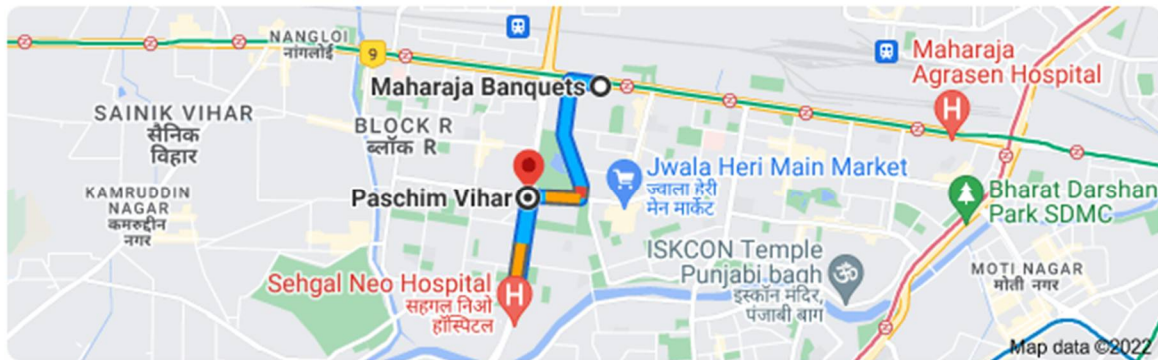 NANGLOI
नांगलोई
9
Maharaja Banquets
Maharaja
Agrasen Hospital
H
SAINIK VIHAR
सैनिक
विहार
BLOCK R
ब्लॉक R
Jwala Heri Main Market
ज्वाला हेरी
मेन मार्केट
KAMRUDDIN
NAGAR
कमरुद्दीन
नगर
Paschim Vihar
Bharat Darshan
Park SDMC
ISKCON Temple
Punjabi bagh
इस्कॉन मंदिर,
पंजाबी बाग
ॐ
Sehgal Neo Hospital
सहगल निओ
हॉस्पिटल
H
MOTI NAGAR
मोती नगर
Map data ©2022